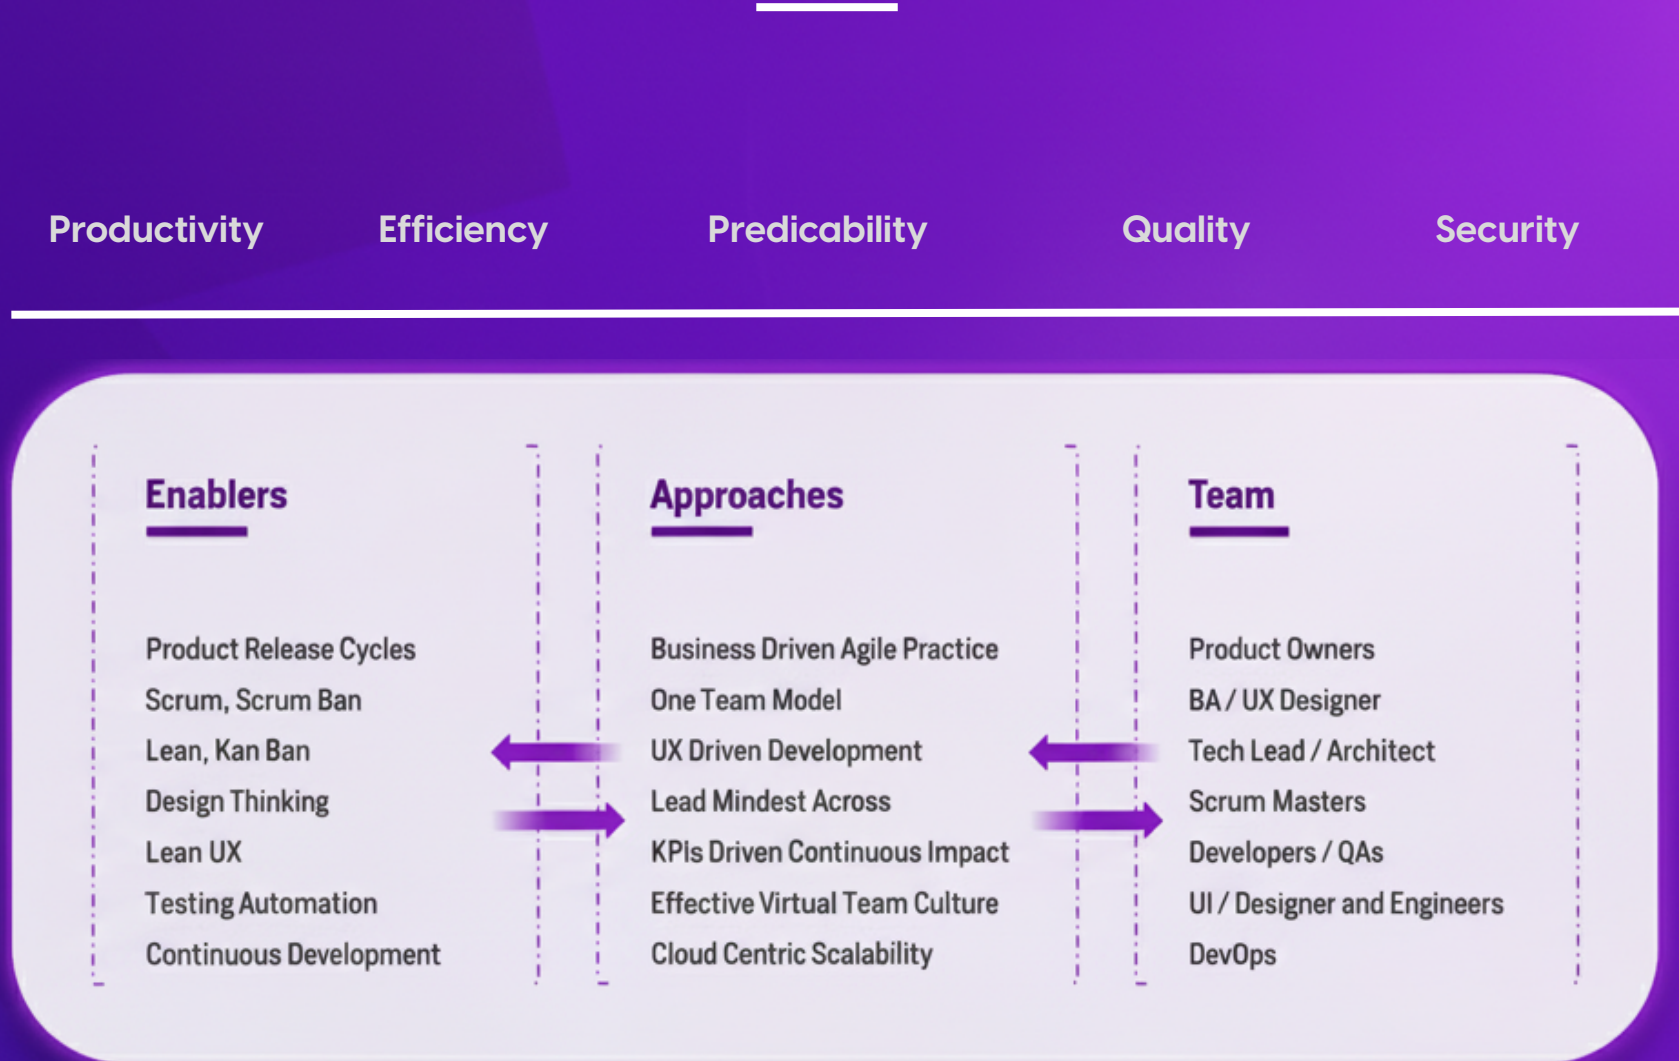 Productivity
Efficiency
Predicability
Quality
Security
Enablers
Product Release Cycles
Scrum, Scrum Ban
Lean, Kan Ban
Design Thinking
Lean UX
Testing Automation
Continuous Development
Approaches
Business Driven Agile Practice
One Team Model
UX Driven Development
Lead Mindest Across
KPIs Driven Continuous Impact
Effective Virtual Team Culture
Cloud Centric Scalability
Team
Product Owners
BA / UX Designer
Tech Lead / Architect
Scrum Masters
Developers / QAs
UI / Designer and Engineers
DevOps